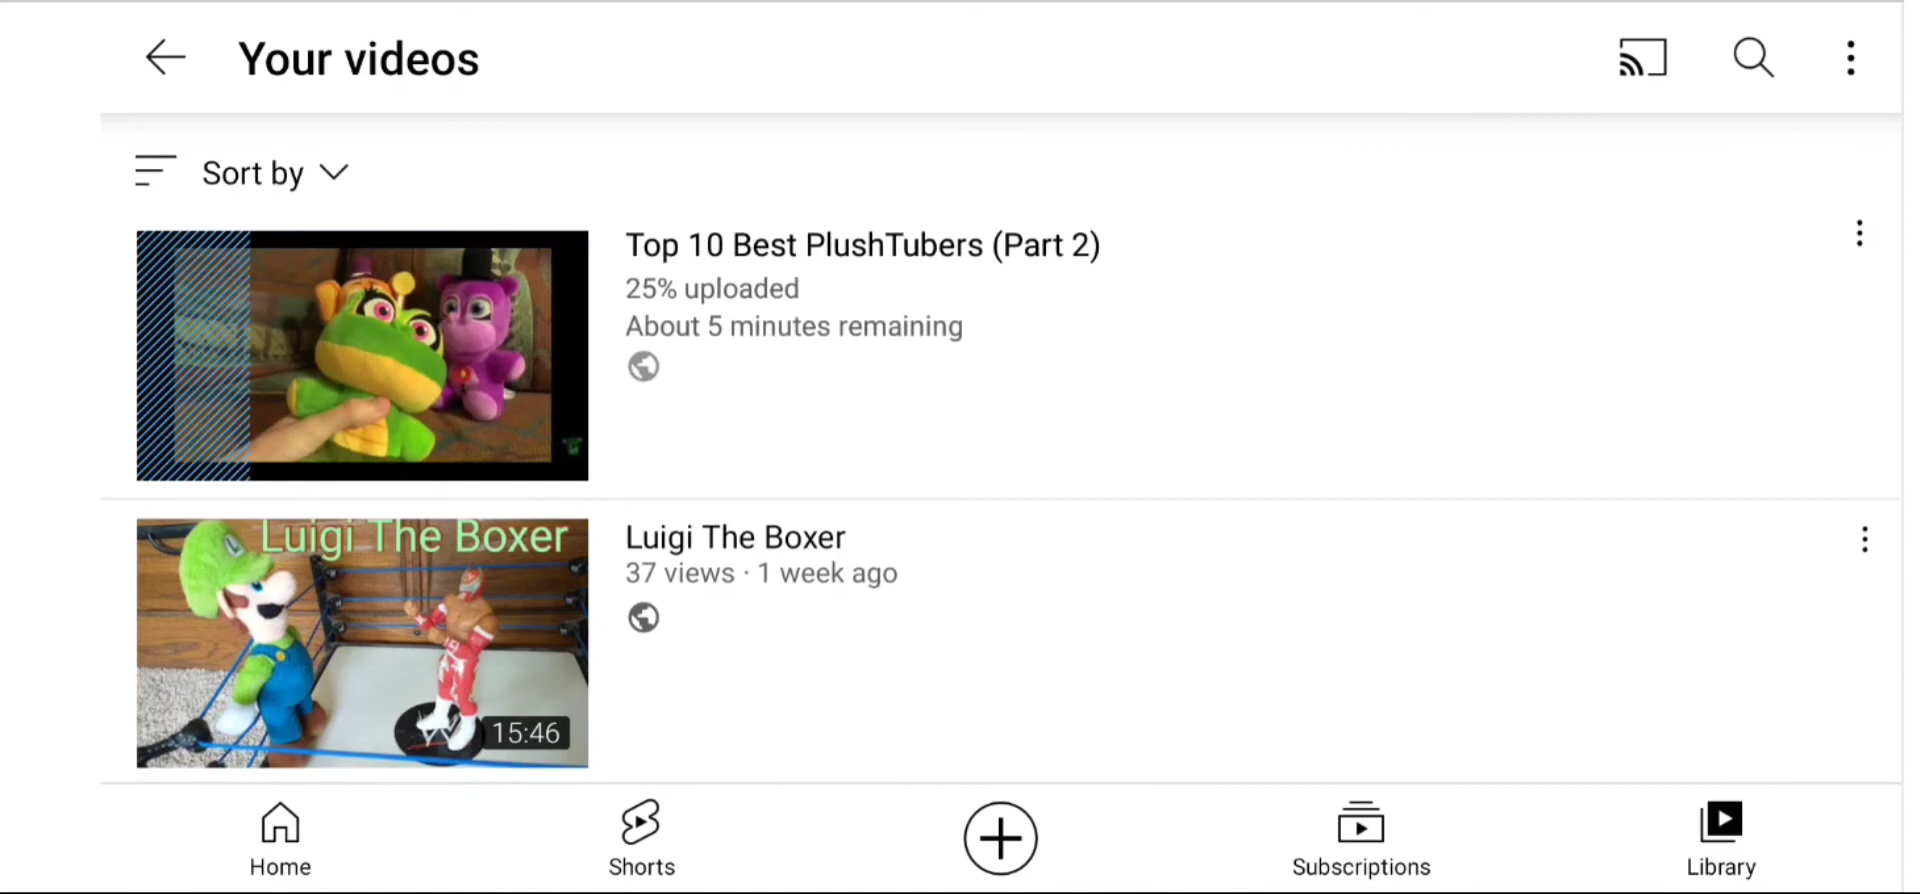 Your videos
Sort by
Top 10 Best PlushTubers (Part 2)
25% uploaded
About 5 minutes remaining
Luigi The Boxer
15:46
Luigi The Boxer
37 views · 1 week ago
Home
Shorts
Subscriptions
Library